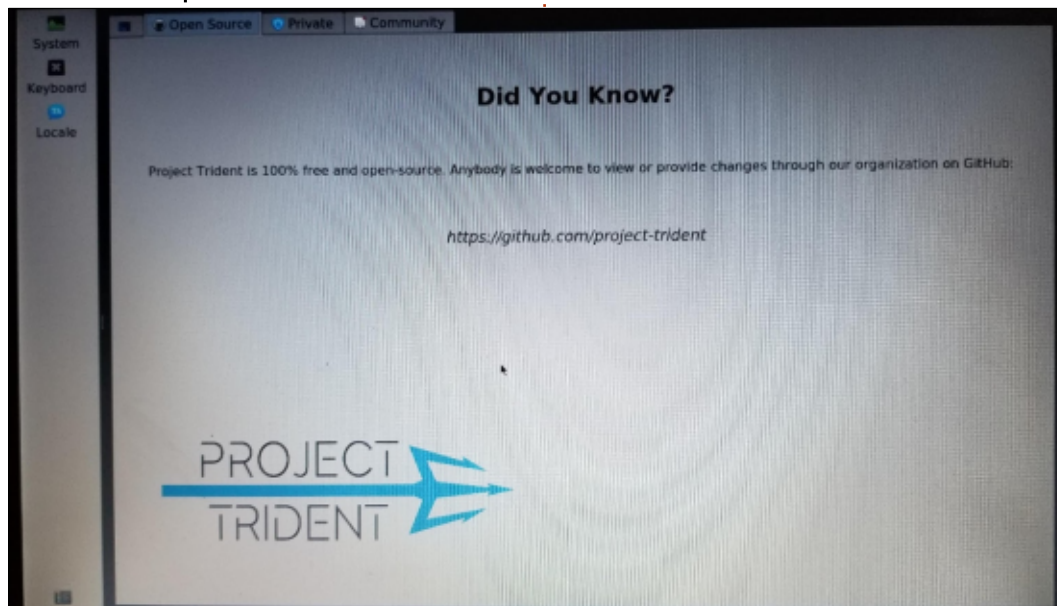 System
Keyboard
Locale
Open Source
Private
Community
Did You Know?
Project Trident is 100% free and open-source. Anybody is welcome to view or provide changes through our organization on GitHub:
https://github.com/project-trident
PROJECT
TRIDENT